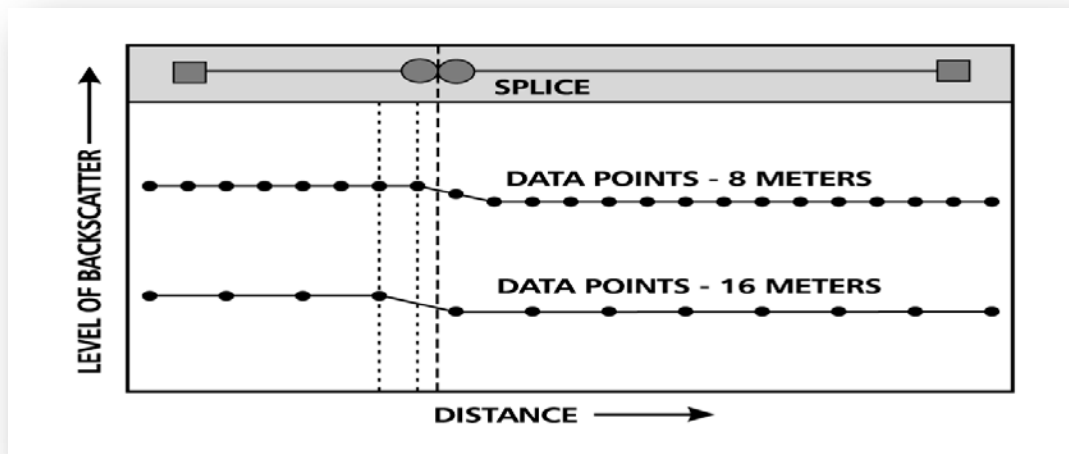 SPLICE
LEVEL OF BACKSCATTER
DATA POINTS - 8 METERS
DATA POINTS - 16 METERS
DISTANCE